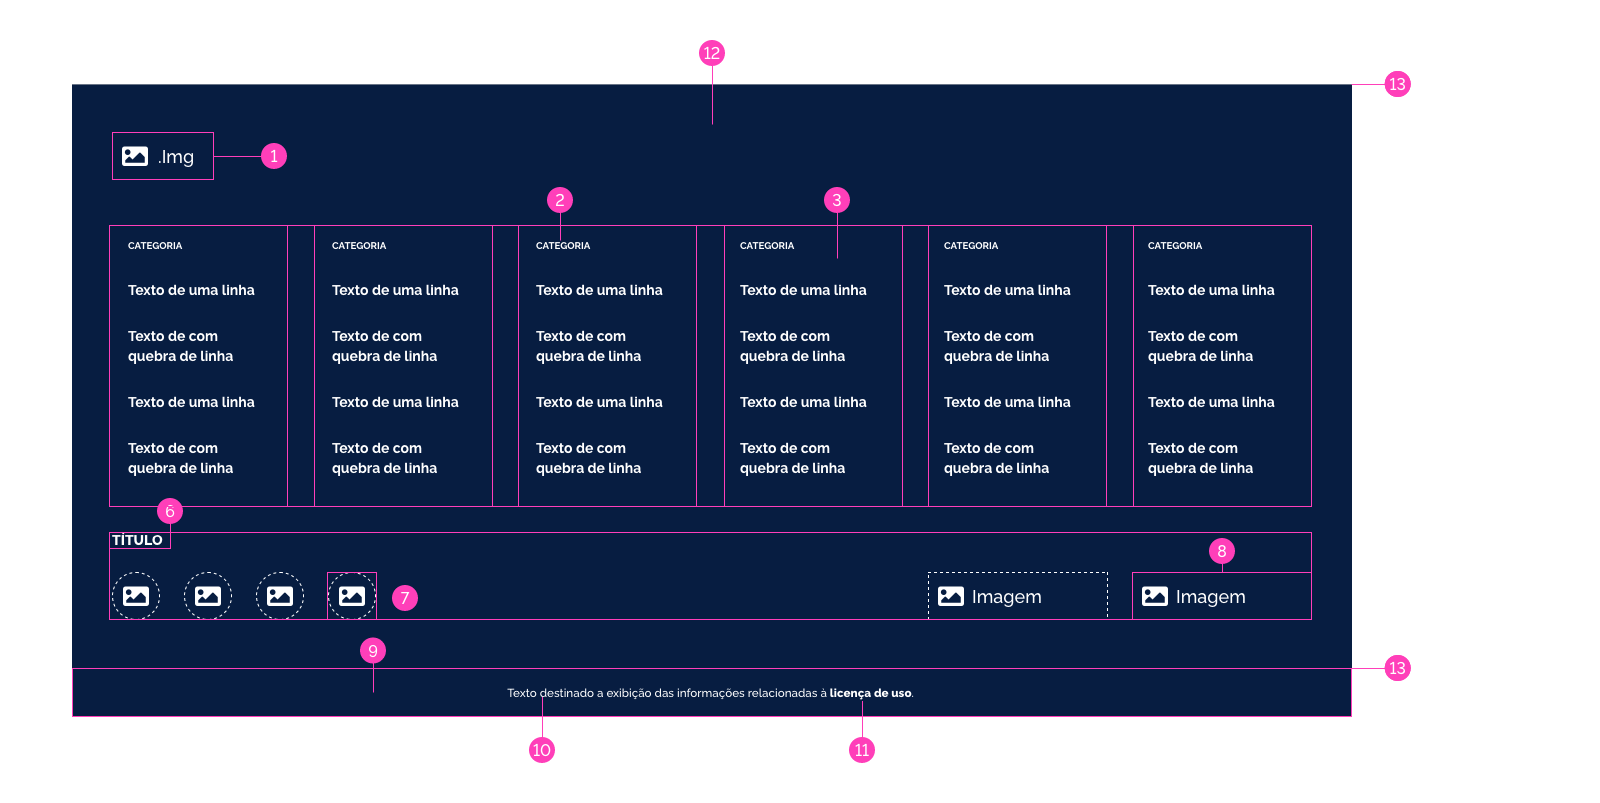 12
13
.Img
1
2
3
CATEGORIA
Texto de uma linha
Texto de com
quebra de linha
Texto de uma linha
Texto de com
quebra de linha
CATEGORIA
Texto de uma linha
Texto de com
quebra de linha
Texto de uma linha
Texto de com
quebra de linha
CATEGORIA
Texto de uma linha
Texto de com
quebra de linha
Texto de uma linha
Texto de com
quebra de linha
CATEGORIA
Texto de uma linha
Texto de com
quebra de linha
Texto de uma linha
Texto de com
quebra de linha
CATEGORIA
Texto de uma linha
Texto de com
quebra de linha
Texto de uma linha
Texto de com
quebra de linha
CATEGORIA
Texto de uma linha
Texto de com
quebra de linha
Texto de uma linha
Texto de com
quebra de linha
6
TÍTULO
8
7
Imagem
Imagem
9
13
Texto destinado a exibição das informações relacionadas à licença de uso.
10
11